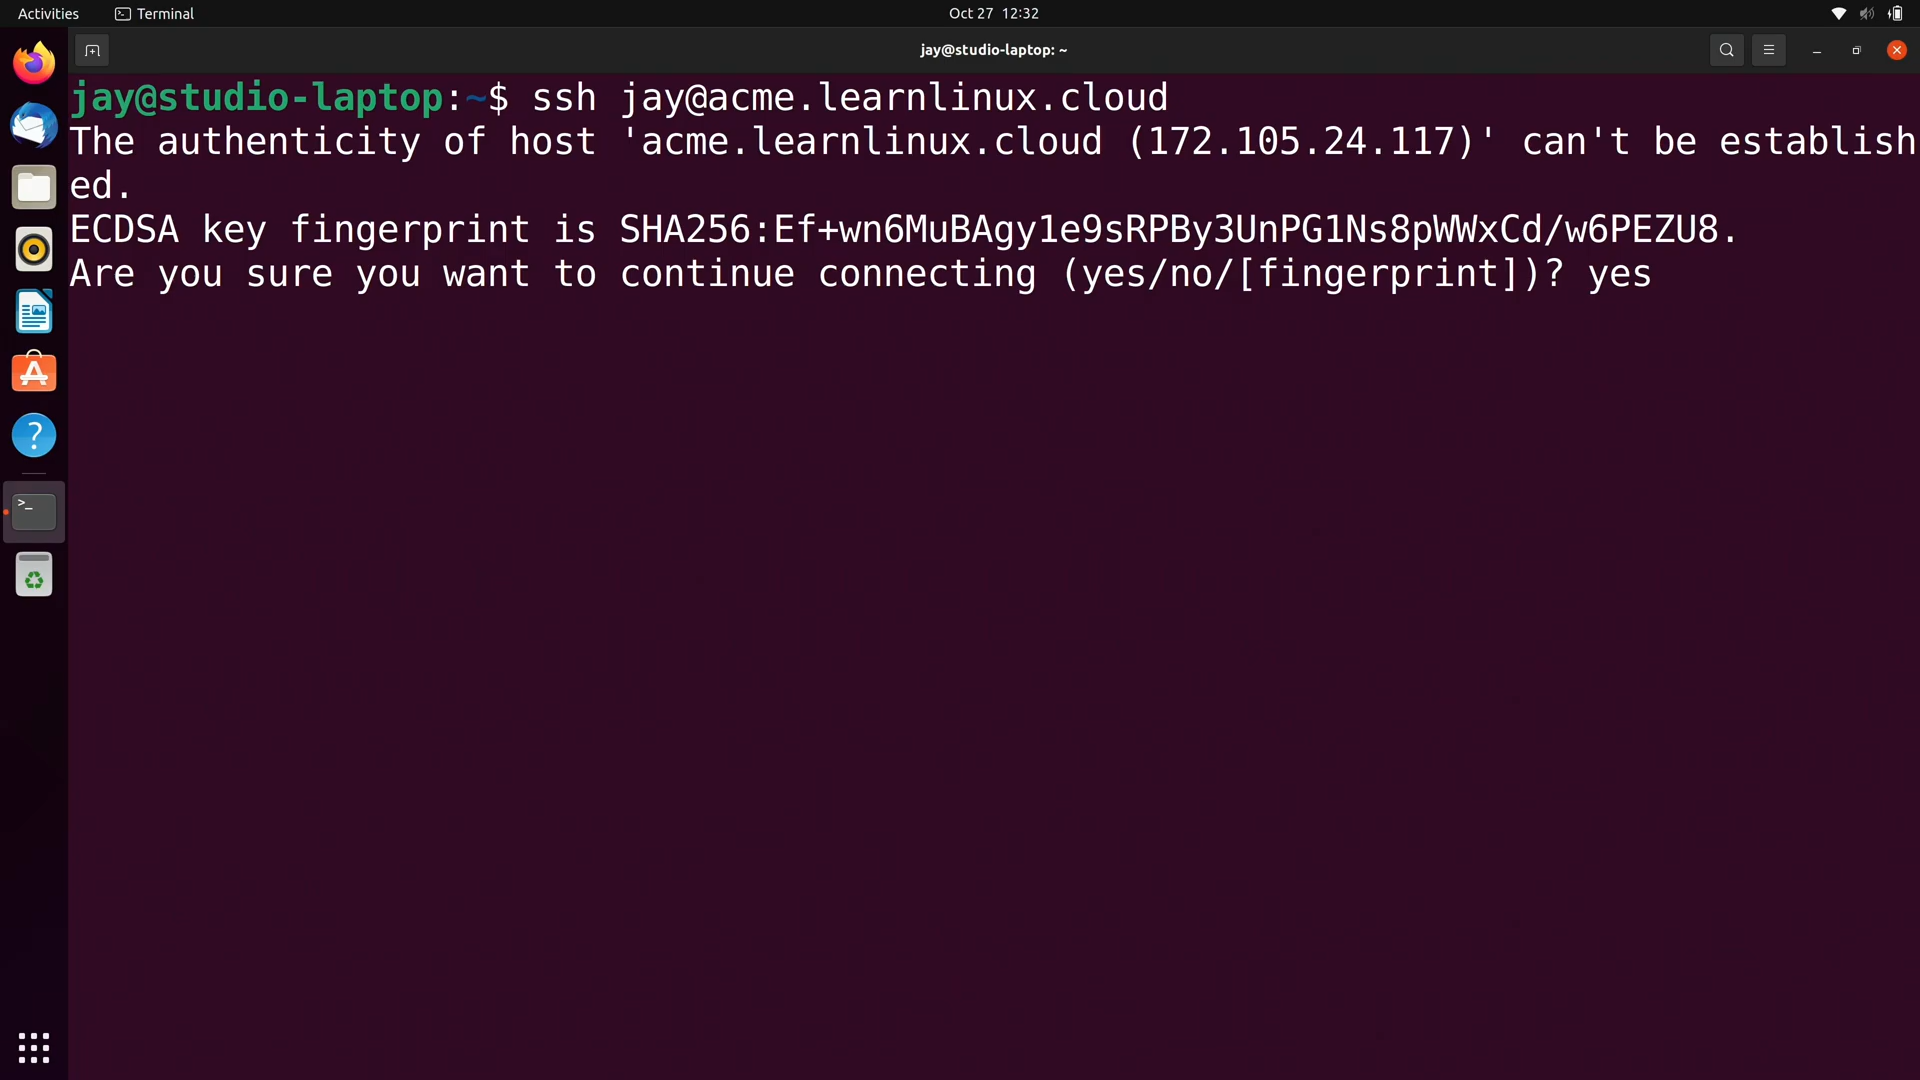 Activities Terminal Oct 27 12:32
jay@studio-laptop: ~
jay@studio-laptop:~$ ssh jay@acme.learnlinux.cloud
The authenticity of host 'acme.learnlinux.cloud (172.105.24.117)' can't be establish
ed.
ECDSA key fingerprint is SHA256:Ef+wn6MuBAgy1e9sRPBy3UnPG1Ns8pWWxCd/w6PEZU8.
Are you sure you want to continue connecting (yes/no/[fingerprint])? yes